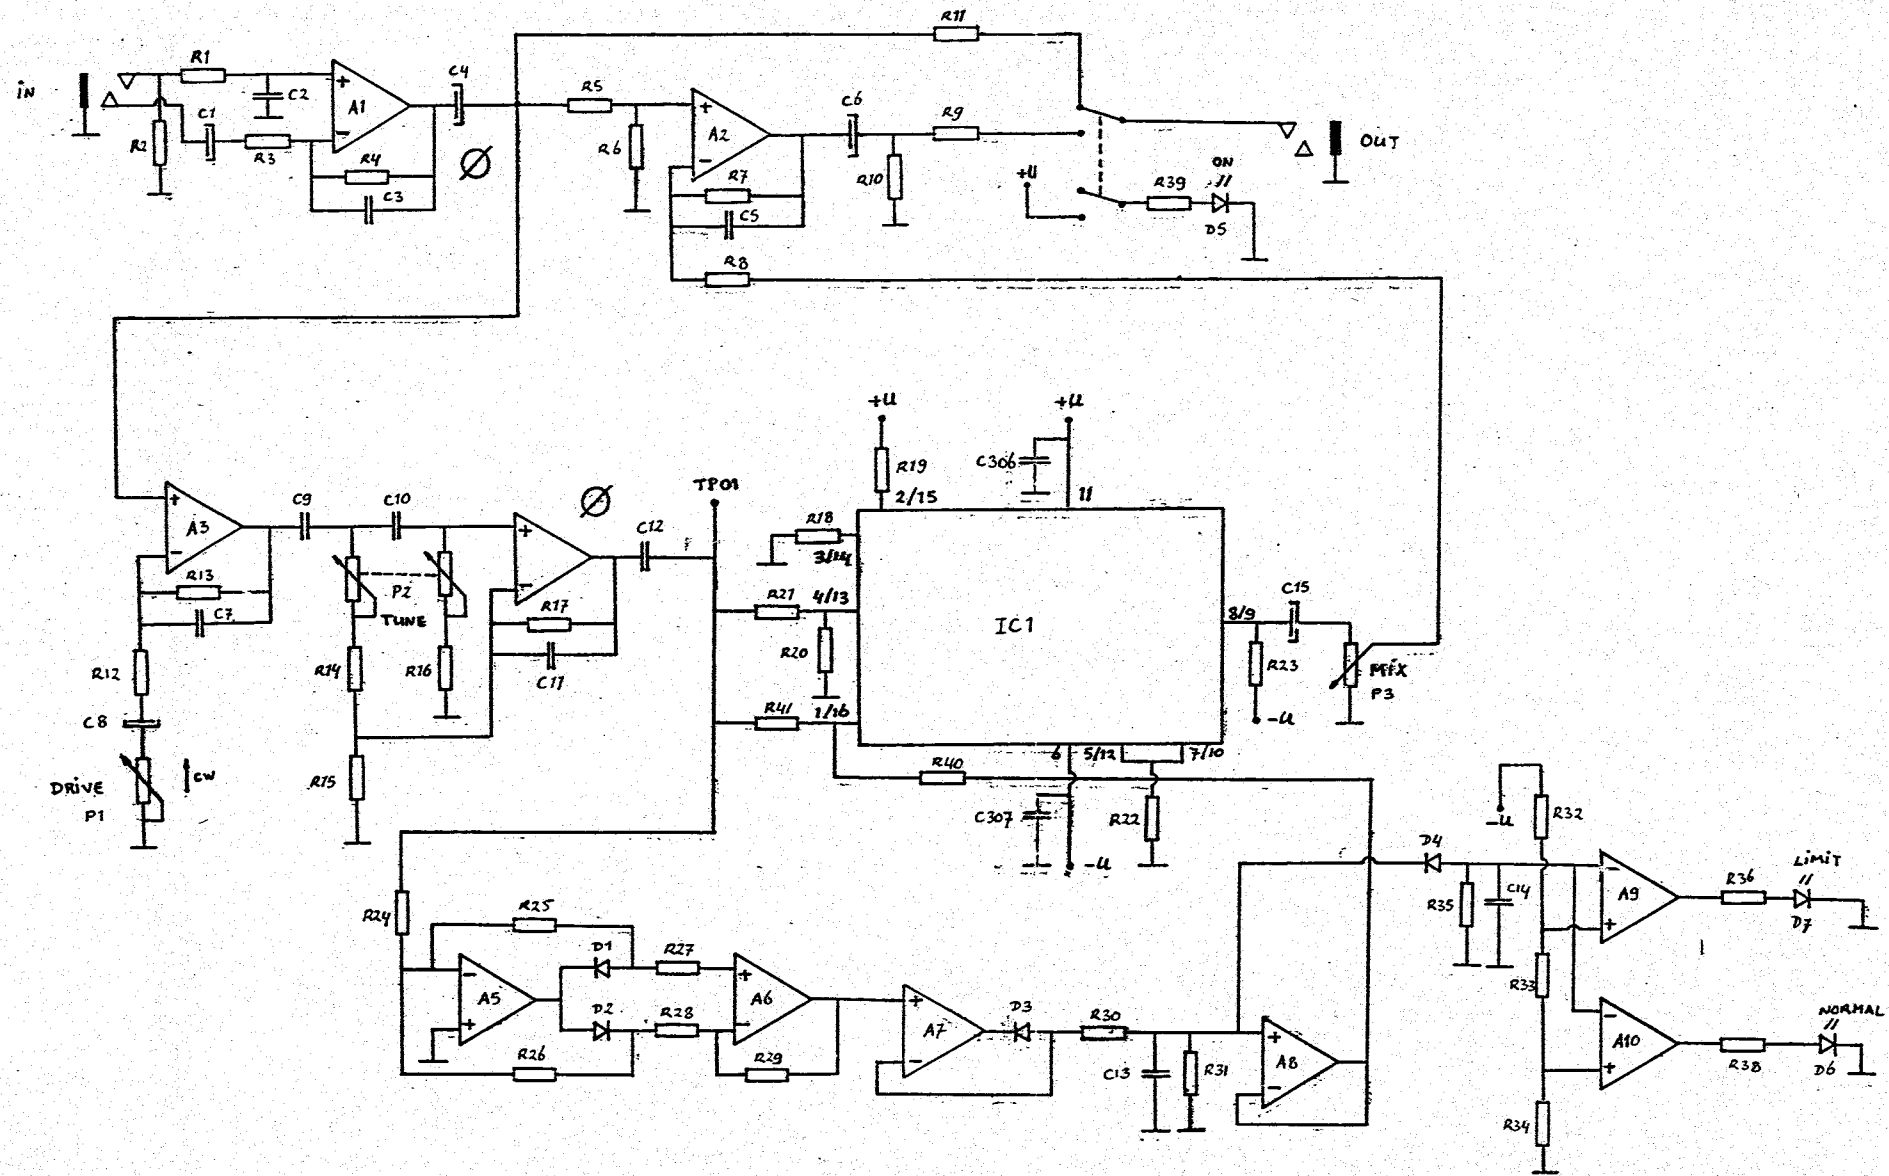 R11
iN
R1
C2
A1
C4
R2
C1
R3
R4
C3
Ø
R5
R6
A2
C6
R9
R7
C5
R10
R8
+U
ON
R39
D5
OUT
A3
R13
C7
R12
C8
DRiVE
P1
CW
C9
C10
P2
TUNE
R14
R16
R15
Ø
R17
C11
C12
TP01
+U
R19
2/15
C306
+U
11
R18
3/14
R21
4/13
R20
R41
1/16
IC1
8/9
C15
R23
-U
P3
6
5/12
7/10
R40
C307
-U
R22
R24
R25
A5
D1
D2
R26
R27
R28
A6
R29
A7
D3
R30
C13
R31
A8
D4
R35
C14
-U
R32
A9
R36
LiMiT
D7
R33
A10
R38
NORMAL
D6
R34